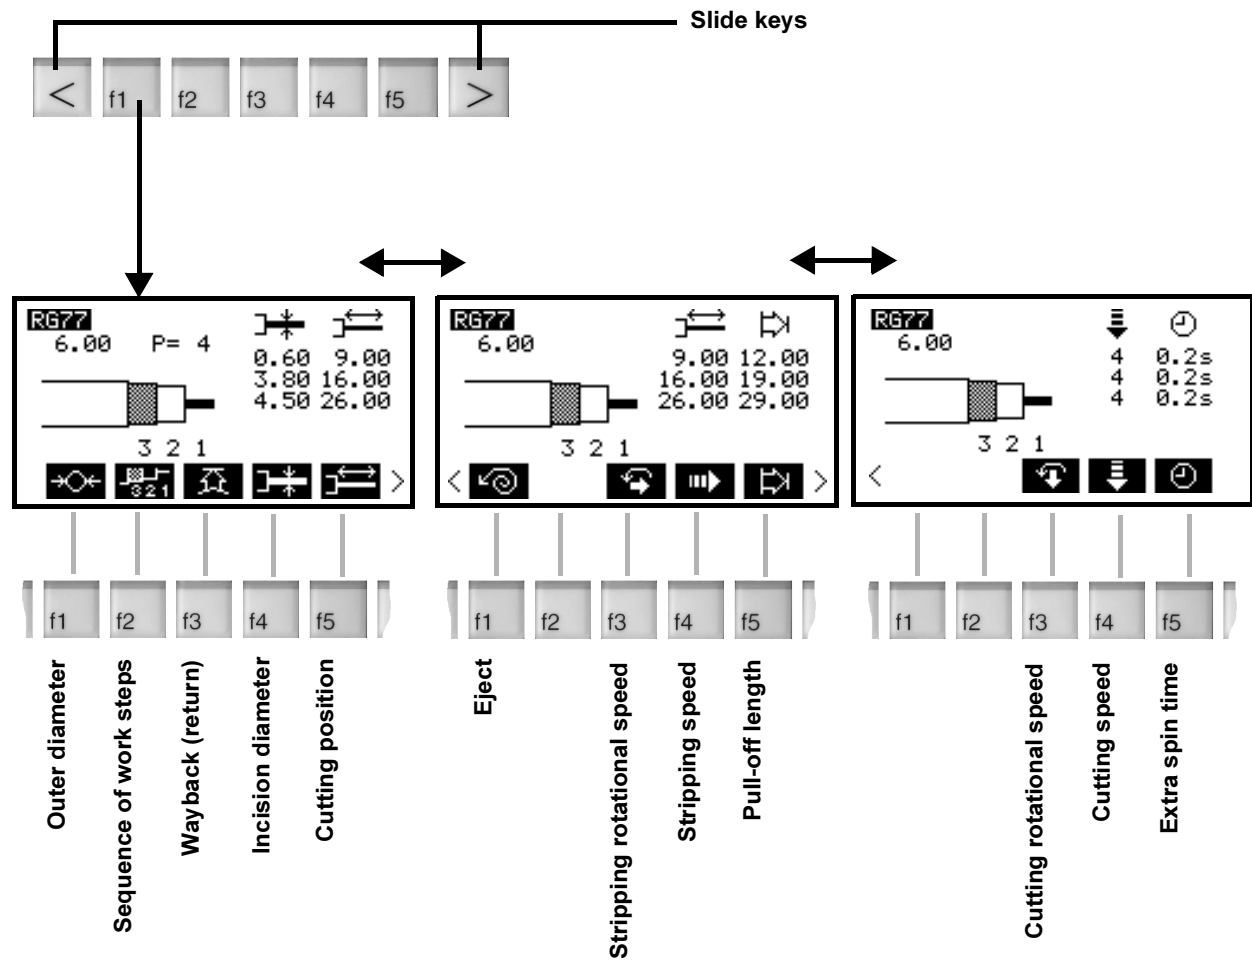 Slide keys
< f1 f2 f3 f4 f5 >
RG77
6.00 P= 4
0.60 9.00
3.80 16.00
4.50 26.00
3 2 1
3 2 1
>
RG77
6.00
9.00 12.00
16.00 19.00
26.00 29.00
3 2 1
< >
RG77
6.00
4 0.2s
4 0.2s
4 0.2s
3 2 1
<
f1 f2 f3 f4 f5
f1 f2 f3 f4 f5
f1 f2 f3 f4 f5
Outer diameter
Sequence of work steps
Wayback (return)
Incision diameter
Cutting position
Eject
Stripping rotational speed
Stripping speed
Pull-off length
Cutting rotational speed
Cutting speed
Extra spin time